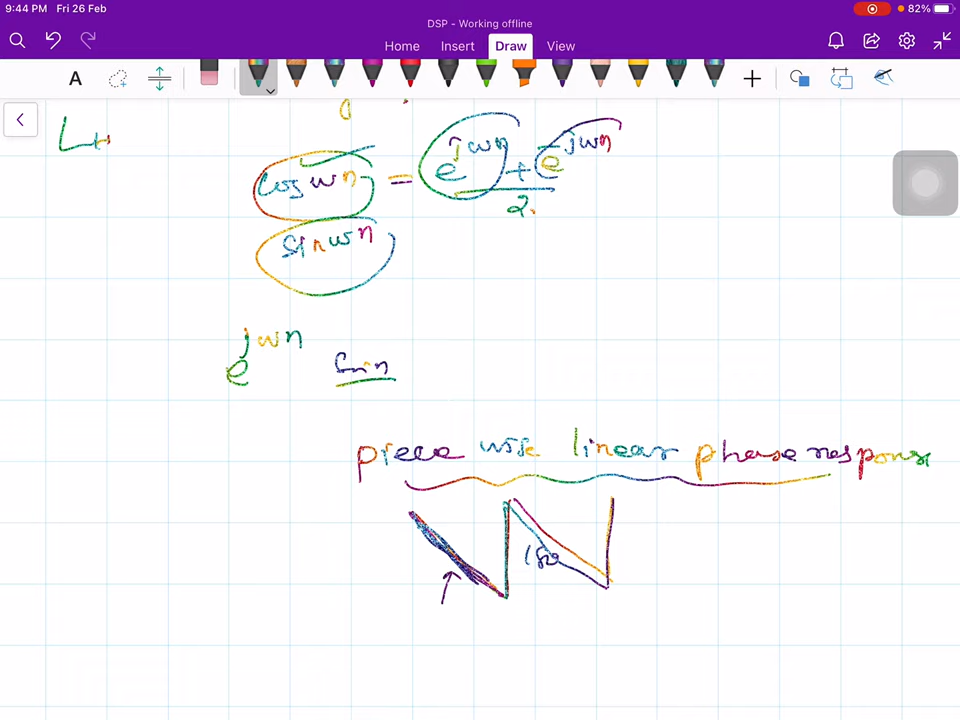 9:44 PM Fri 26 Feb
82%
DSP - Working offline
Home Insert Draw View
A
cos wn = e^jwn + e^-jwn
2
sin wn
e^jwn
piece wise linear phase response
180